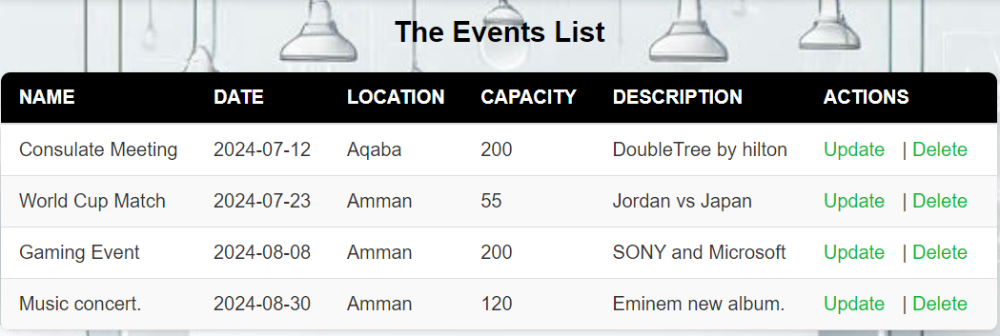 The Events List
NAME DATE LOCATION CAPACITY DESCRIPTION ACTIONS
Consulate Meeting 2024-07-12 Aqaba 200 DoubleTree by hilton Update | Delete
World Cup Match 2024-07-23 Amman 55 Jordan vs Japan Update | Delete
Gaming Event 2024-08-08 Amman 200 SONY and Microsoft Update | Delete
Music concert. 2024-08-30 Amman 120 Eminem new album. Update | Delete